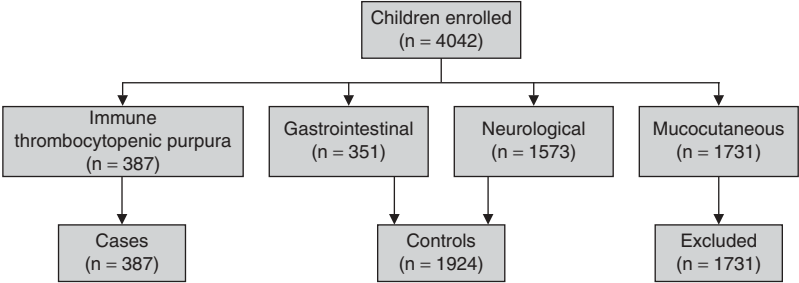 Children enrolled
(n = 4042)
Immune
thrombocytopenic purpura
(n = 387)
Gastrointestinal
(n = 351)
Neurological
(n = 1573)
Mucocutaneous
(n = 1731)
Cases
(n = 387)
Controls
(n = 1924)
Excluded
(n = 1731)